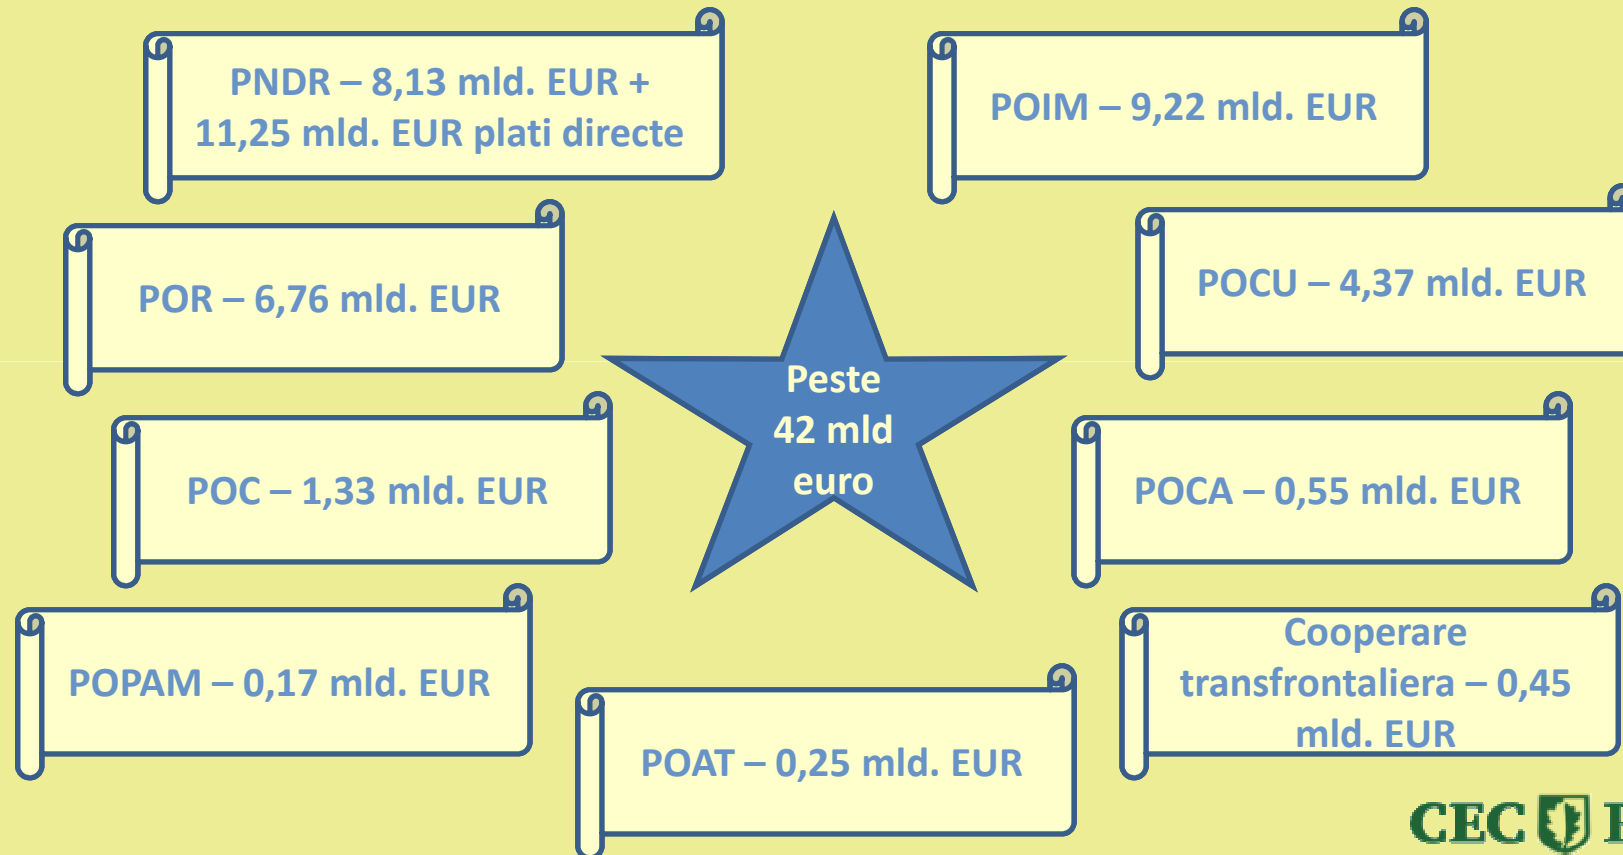 PNDR – 8,13 mld. EUR +
11,25 mld. EUR plati directe
POIM – 9,22 mld. EUR
POR – 6,76 mld. EUR
POCU – 4,37 mld. EUR
Peste
42 mld
euro
POC – 1,33 mld. EUR
POCA – 0,55 mld. EUR
POPAM – 0,17 mld. EUR
Cooperare
transfrontaliera – 0,45
mld. EUR
POAT – 0,25 mld. EUR
CEC